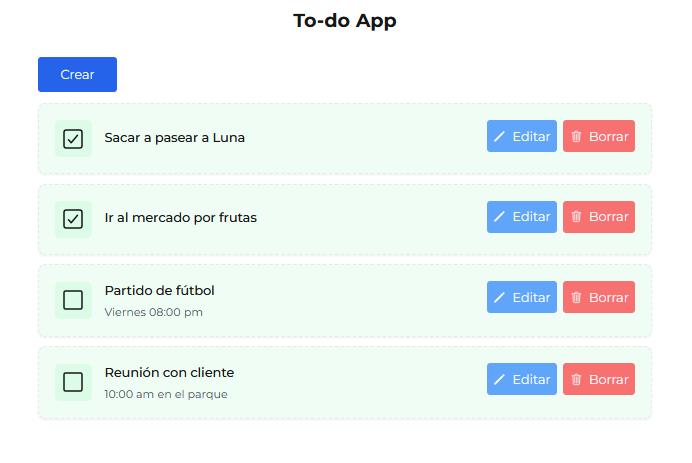 To-do App
Crear
Sacar a pasear a Luna
Editar
Borrar
Ir al mercado por frutas
Editar
Borrar
Partido de fútbol
Viernes 08:00 pm
Editar
Borrar
Reunión con cliente
10:00 am en el parque
Editar
Borrar